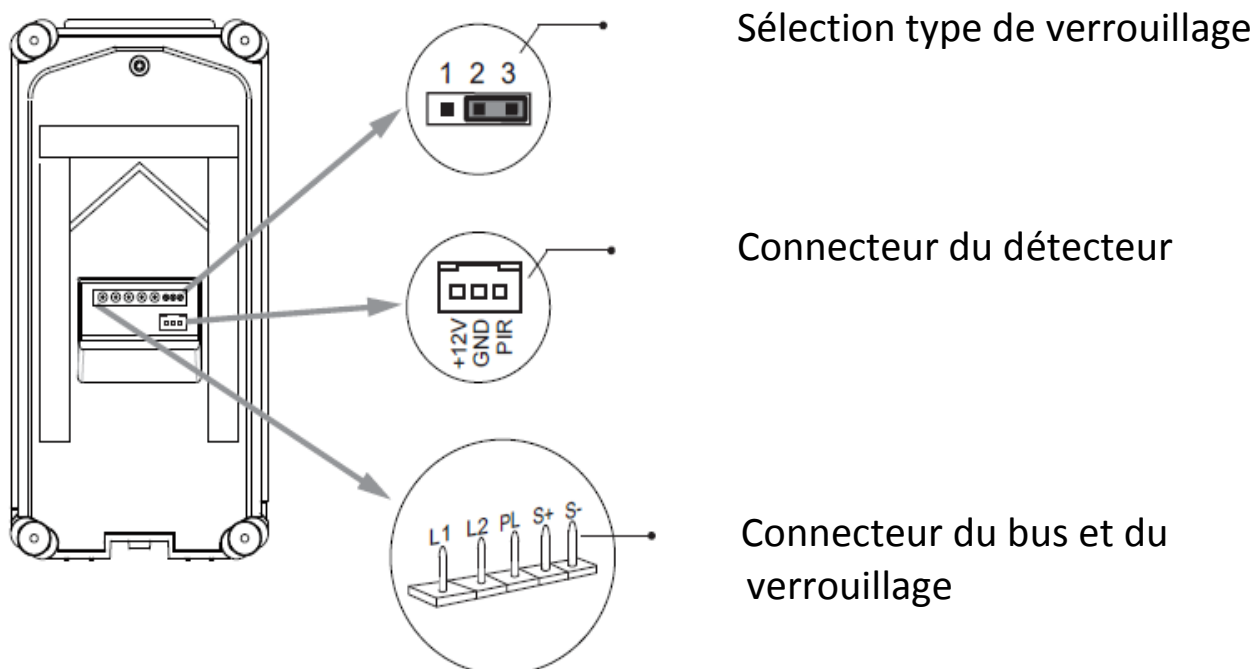 Sélection type de verrouillage
1 2 3
Connecteur du détecteur
+12V
GND
PIR
L1 L2 PL S+ S-
Connecteur du bus et du
verrouillage